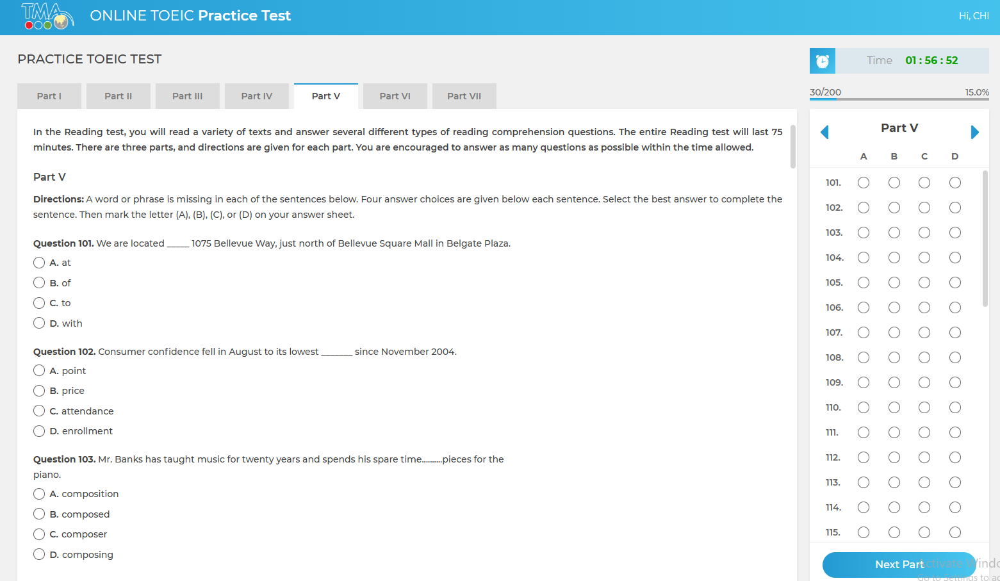 TMA
ONLINE TOEIC Practice Test
Hi, CHI
PRACTICE TOEIC TEST
Time 01 : 56 : 52
30/200 15.0%
Part I Part II Part III Part IV Part V Part VI Part VII
In the Reading test, you will read a variety of texts and answer several different types of reading comprehension questions. The entire Reading test will last 75
minutes. There are three parts, and directions are given for each part. You are encouraged to answer as many questions as possible within the time allowed.
Part V
Directions: A word or phrase is missing in each of the sentences below. Four answer choices are given below each sentence. Select the best answer to complete the
sentence. Then mark the letter (A), (B), (C), or (D) on your answer sheet.
Question 101. We are located _____ 1075 Bellevue Way, just north of Bellevue Square Mall in Belgate Plaza.
A. at
B. of
C. to
D. with
Question 102. Consumer confidence fell in August to its lowest _______ since November 2004.
A. point
B. price
C. attendance
D. enrollment
Question 103. Mr. Banks has taught music for twenty years and spends his spare time..........pieces for the
piano.
A. composition
B. composed
C. composer
D. composing
Part V
A B C D
101.
102.
103.
104.
105.
106.
107.
108.
109.
110.
111.
112.
113.
114.
115.
Next Part
Activate Windo
Go to Settings to ac